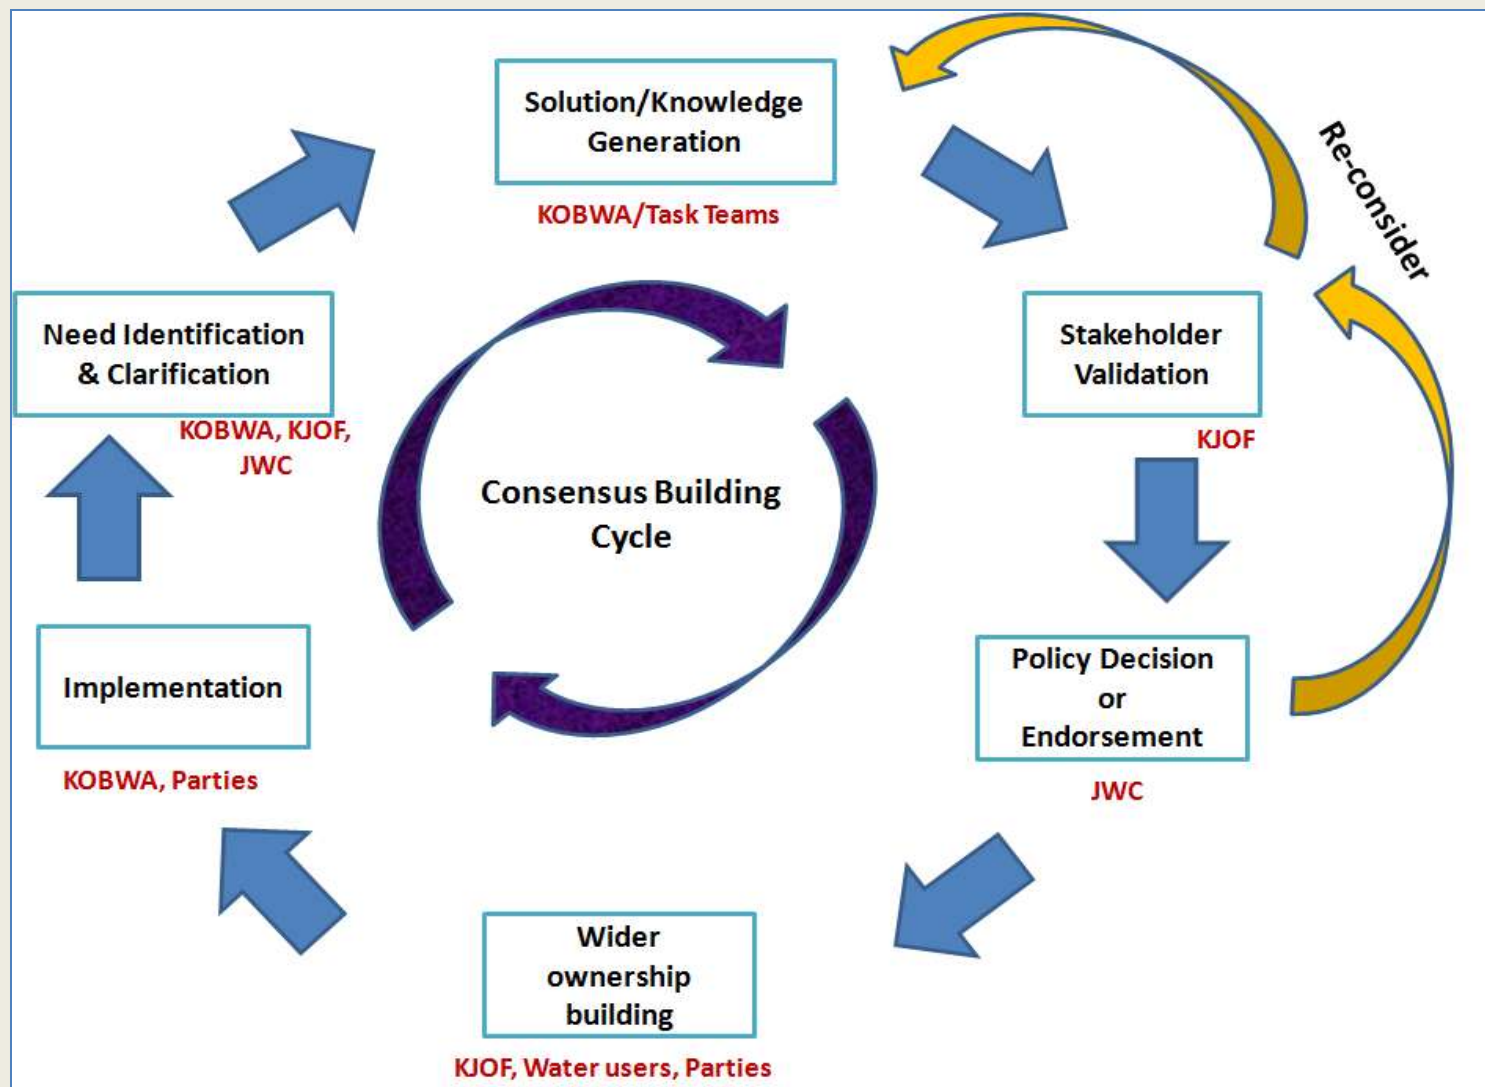 Solution/Knowledge
Generation
KOBWA/Task Teams
Re-consider
Need Identification
& Clarification
KOBWA, KJOF,
JWC
Stakeholder
Validation
KJOF
Consensus Building
Cycle
Implementation
KOBWA, Parties
Policy Decision
or
Endorsement
JWC
Wider
ownership
building
KJOF, Water users, Parties